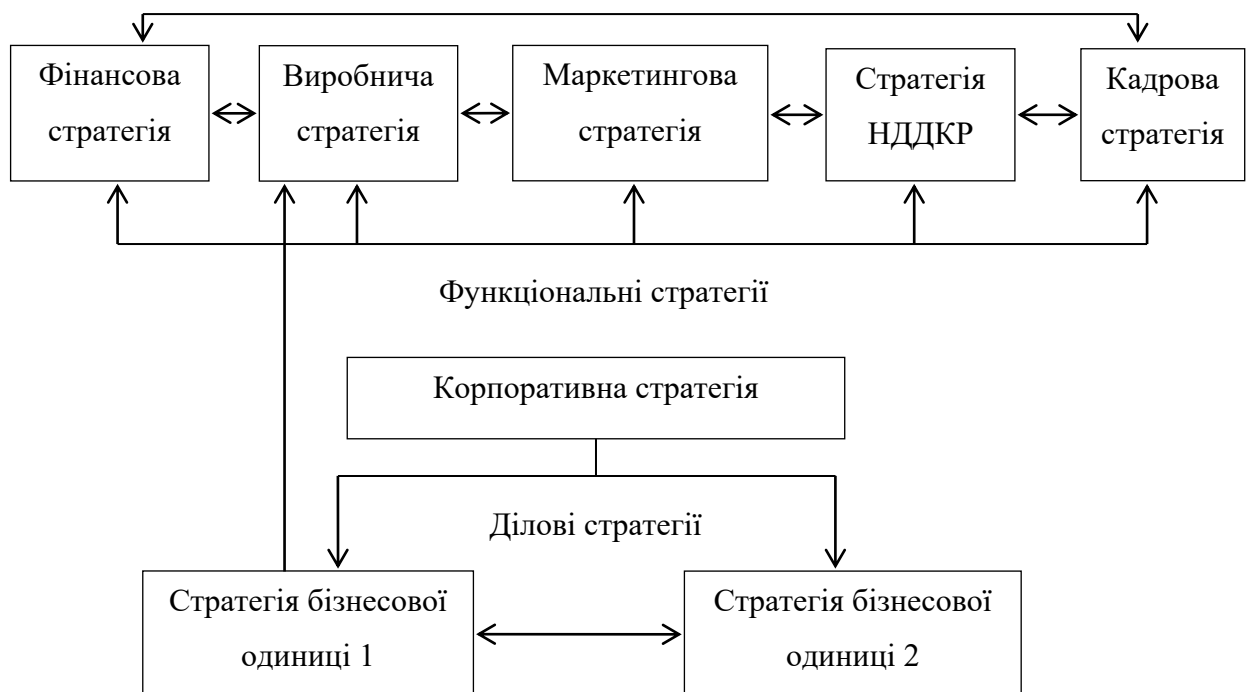 Фінансова
стратегія
Виробнича
стратегія
Маркетингова
стратегія
Стратегія
НДДКР
Кадрова
стратегія
Функціональні стратегії
Корпоративна стратегія
Ділові стратегії
Стратегія бізнесової
одиниці 1
Стратегія бізнесової
одиниці 2